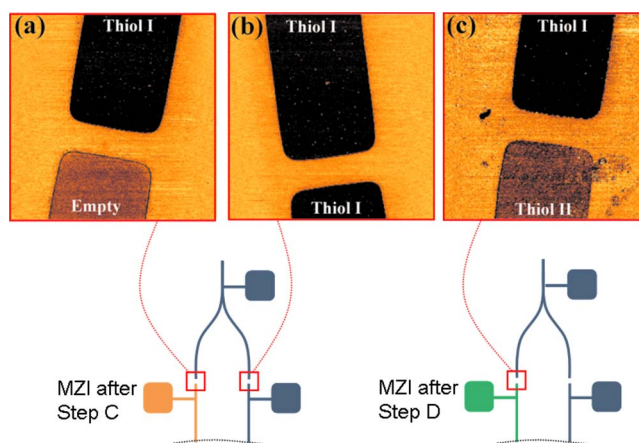 (a) Thiol I
(b) Thiol I
(c) Thiol I
Empty
Thiol I
Thiol II
MZI after
Step C
MZI after
Step D